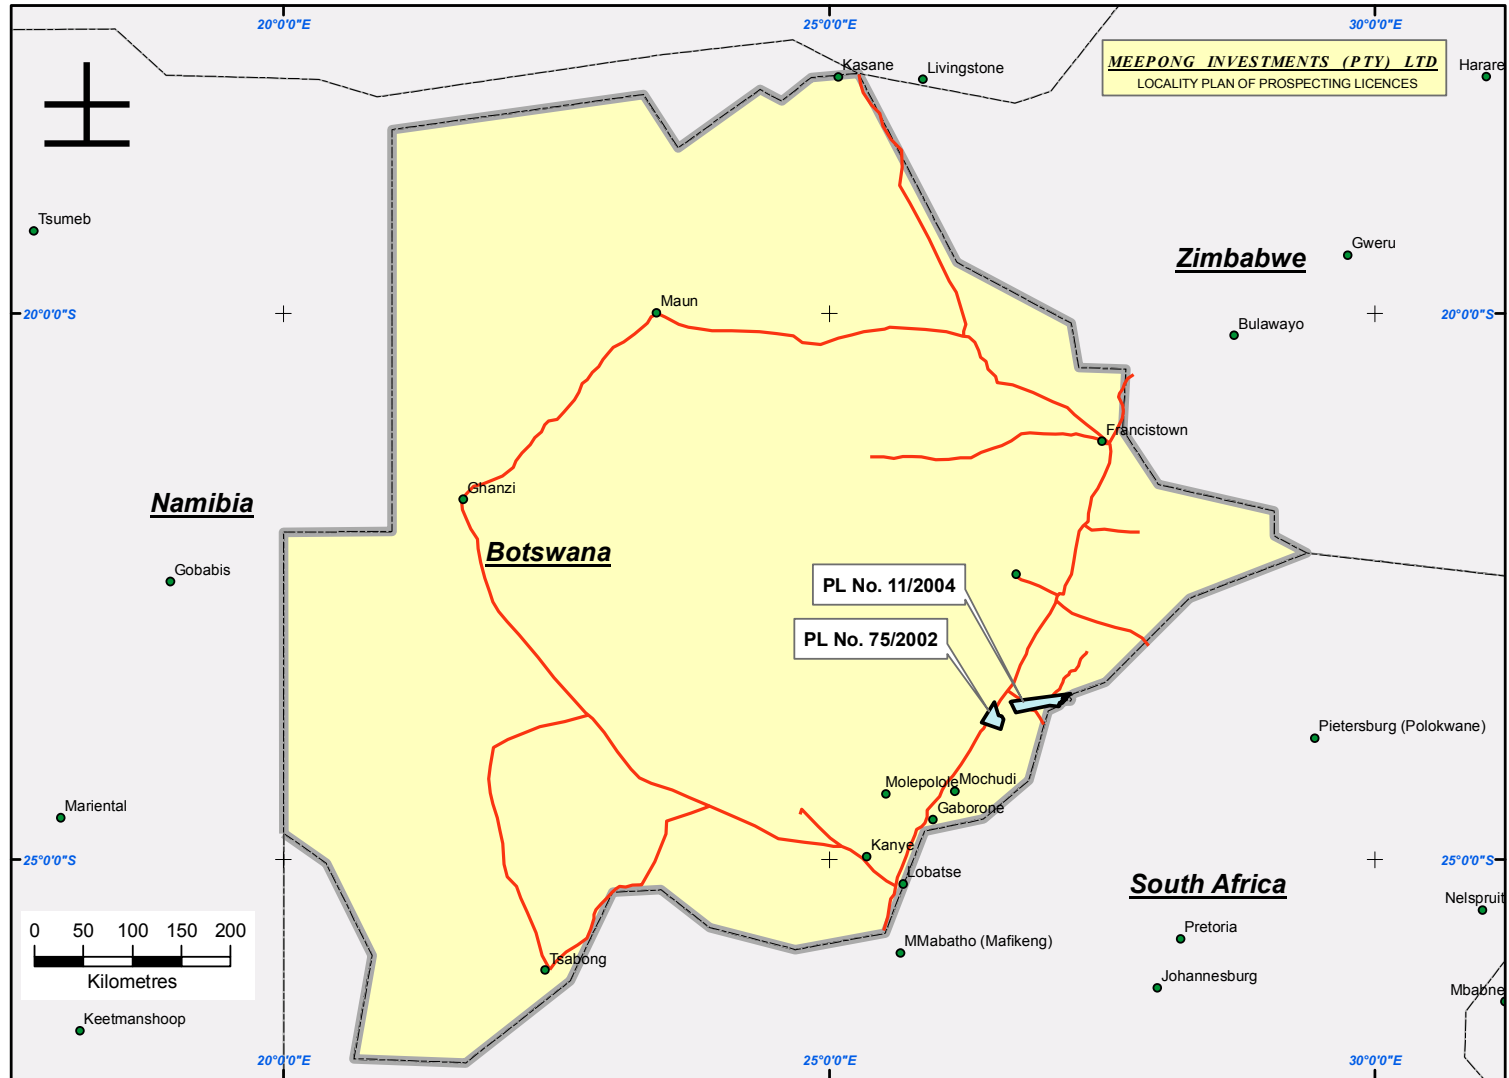 20°0'0"E
25°0'0"E
30°0'0"E
MEEPONG INVESTMENTS (PTY) LTD
LOCALITY PLAN OF PROSPECTING LICENCES
Kasane
Livingstone
Harare
Tsumeb
Zimbabwe
Gweru
Maun
20°0'0"S
20°0'0"S
Bulawayo
Francistown
Ghanzi
Namibia
Botswana
Gobabis
PL No. 11/2004
PL No. 75/2002
Pietersburg (Polokwane)
Molepolole
Mochudi
Mariental
Gaborone
Kanye
25°0'0"S
25°0'0"S
Lobatse
South Africa
Nelspruit
0 50 100 150 200
Kilometres
Pretoria
MMabatho (Mafikeng)
Tsabong
Johannesburg
Mbabne
Keetmanshoop
20°0'0"E
25°0'0"E
30°0'0"E